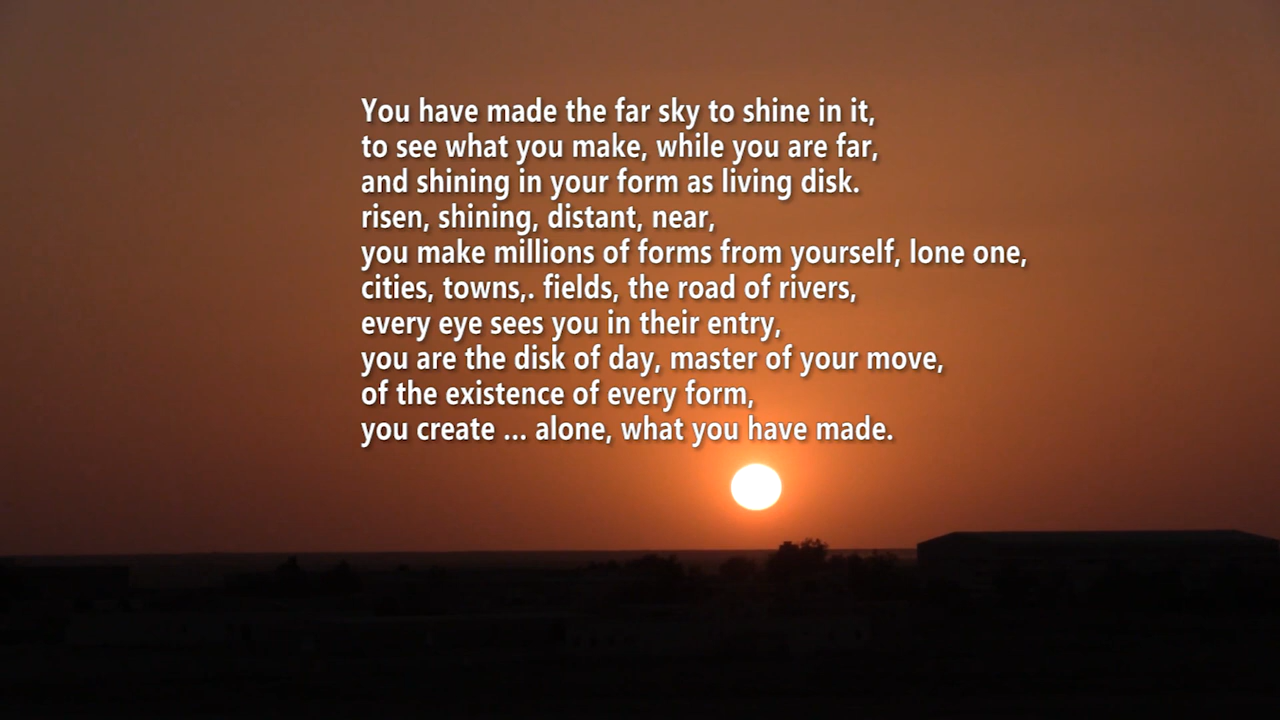 You have made the far sky to shine in it,
to see what you make, while you are far,
and shining in your form as living disk.
risen, shining, distant, near,
you make millions of forms from yourself, lone one,
cities, towns,. fields, the road of rivers,
every eye sees you in their entry,
you are the disk of day, master of your move,
of the existence of every form,
you create ... alone, what you have made.